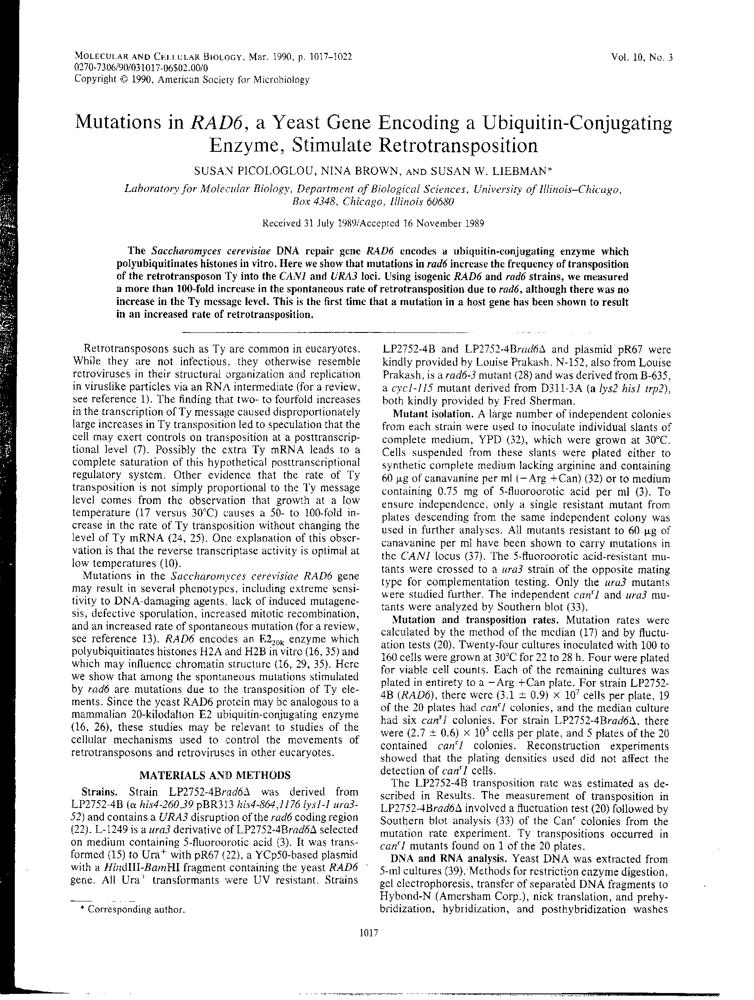 MOLECULAR AND CELLULAR BIOLOGY, Mar. 1990, p. 1017–1022
Vol. 10, No. 3
0270-7306/90/031017-06$02.00/0
Copyright © 1990, American Society for Microbiology
Mutations in RAD6, a Yeast Gene Encoding a Ubiquitin-Conjugating
Enzyme, Stimulate Retrotransposition
SUSAN PICOLOGLOU, NINA BROWN, AND SUSAN W. LIEBMAN*
Laboratory for Molecular Biology, Department of Biological Sciences, University of Illinois–Chicago,
Box 4348, Chicago, Illinois 60680
Received 31 July 1989/Accepted 16 November 1989
The Saccharomyces cerevisiae DNA repair gene RAD6 encodes a ubiquitin-conjugating enzyme which
polyubiquitinates histones in vitro. Here we show that mutations in rad6 increase the frequency of transposition
of the retrotransposon Ty into the CAN1 and URA3 loci. Using isogenic RAD6 and rad6 strains, we measured
a more than 100-fold increase in the spontaneous rate of retrotransposition due to rad6, although there was no
increase in the Ty message level. This is the first time that a mutation in a host gene has been shown to result
in an increased rate of retrotransposition.
Retrotransposons such as Ty are common in eucaryotes.
While they are not infectious, they otherwise resemble
retroviruses in their structural organization and replication
in viruslike particles via an RNA intermediate (for a review,
see reference 1). The finding that two- to fourfold increases
in the transcription of Ty message caused disproportionately
large increases in Ty transposition led to speculation that the
cell may exert controls on transposition at a posttranscrip-
tional level (7). Possibly the extra Ty mRNA leads to a
complete saturation of this hypothetical posttranscriptional
regulatory system. Other evidence that the rate of Ty
transposition is not simply proportional to the Ty message
level comes from the observation that growth at a low
temperature (17 versus 30°C) causes a 50- to 100-fold in-
crease in the rate of Ty transposition without changing the
level of Ty mRNA (24, 25). One explanation of this obser-
vation is that the reverse transcriptase activity is optimal at
low temperatures (10).
Mutations in the Saccharomyces cerevisiae RAD6 gene
may result in several phenotypes, including extreme sensi-
tivity to DNA-damaging agents, lack of induced mutagene-
sis, defective sporulation, increased mitotic recombination,
and an increased rate of spontaneous mutation (for a review,
see reference 13). RAD6 encodes an E2₂₀ₖ enzyme which
polyubiquitinates histones H2A and H2B in vitro (16, 35) and
which may influence chromatin structure (16, 29, 35). Here
we show that among the spontaneous mutations stimulated
by rad6 are mutations due to the transposition of Ty ele-
ments. Since the yeast RAD6 protein may be analogous to a
mammalian 20-kilodalton E2 ubiquitin-conjugating enzyme
(16, 26), these studies may be relevant to studies of the
cellular mechanisms used to control the movements of
retrotransposons and retroviruses in other eucaryotes.
MATERIALS AND METHODS
Strains. Strain LP2752-4Brad6Δ was derived from
LP2752-4B (α his4-260,39 pBR313 his4-864,1176 lys1-1 ura3-
52) and contains a URA3 disruption of the rad6 coding region
(22). L-1249 is a ura3 derivative of LP2752-4Brad6Δ selected
on medium containing 5-fluoroorotic acid (3). It was trans-
formed (15) to Ura⁺ with pR67 (22), a YCp50-based plasmid
with a HindIII-BamHI fragment containing the yeast RAD6
gene. All Ura⁺ transformants were UV resistant. Strains
* Corresponding author.
LP2752-4B and LP2752-4Brad6Δ and plasmid pR67 were
kindly provided by Louise Prakash. N-152, also from Louise
Prakash, is a rad6-3 mutant (28) and was derived from B-635,
a cyc1-115 mutant derived from D311-3A (a lys2 his1 trp2),
both kindly provided by Fred Sherman.
Mutant isolation. A large number of independent colonies
from each strain were used to inoculate individual slants of
complete medium, YPD (32), which were grown at 30°C.
Cells suspended from these slants were plated either to
synthetic complete medium lacking arginine and containing
60 μg of canavanine per ml (−Arg +Can) (32) or to medium
containing 0.75 mg of 5-fluoroorotic acid per ml (3). To
ensure independence, only a single resistant mutant from
plates descending from the same independent colony was
used in further analyses. All mutants resistant to 60 μg of
canavanine per ml have been shown to carry mutations in
the CAN1 locus (37). The 5-fluoroorotic acid-resistant mu-
tants were crossed to a ura3 strain of the opposite mating
type for complementation testing. Only the ura3 mutants
were studied further. The independent canʳ1 and ura3 mu-
tants were analyzed by Southern blot (33).
Mutation and transposition rates. Mutation rates were
calculated by the method of the median (17) and by fluctu-
ation tests (20). Twenty-four cultures inoculated with 100 to
160 cells were grown at 30°C for 22 to 28 h. Four were plated
for viable cell counts. Each of the remaining cultures was
plated in entirety to a −Arg +Can plate. For strain LP2752-
4B (RAD6), there were (3.1 ± 0.9) × 10⁷ cells per plate, 19
of the 20 plates had canʳ1 colonies, and the median culture
had six canʳ1 colonies. For strain LP2752-4Brad6Δ, there
were (2.7 ± 0.6) × 10⁵ cells per plate, and 5 plates of the 20
contained canʳ1 colonies. Reconstruction experiments
showed that the plating densities used did not affect the
detection of canʳ1 cells.
The LP2752-4B transposition rate was estimated as de-
scribed in Results. The measurement of transposition in
LP2752-4Brad6Δ involved a fluctuation test (20) followed by
Southern blot analysis (33) of the Canʳ colonies from the
mutation rate experiment. Ty transpositions occurred in
canʳ1 mutants found on 1 of the 20 plates.
DNA and RNA analysis. Yeast DNA was extracted from
5-ml cultures (39). Methods for restriction enzyme digestion,
gel electrophoresis, transfer of separated DNA fragments to
Hybond-N (Amersham Corp.), nick translation, and prehy-
bridization, hybridization, and posthybridization washes
1017